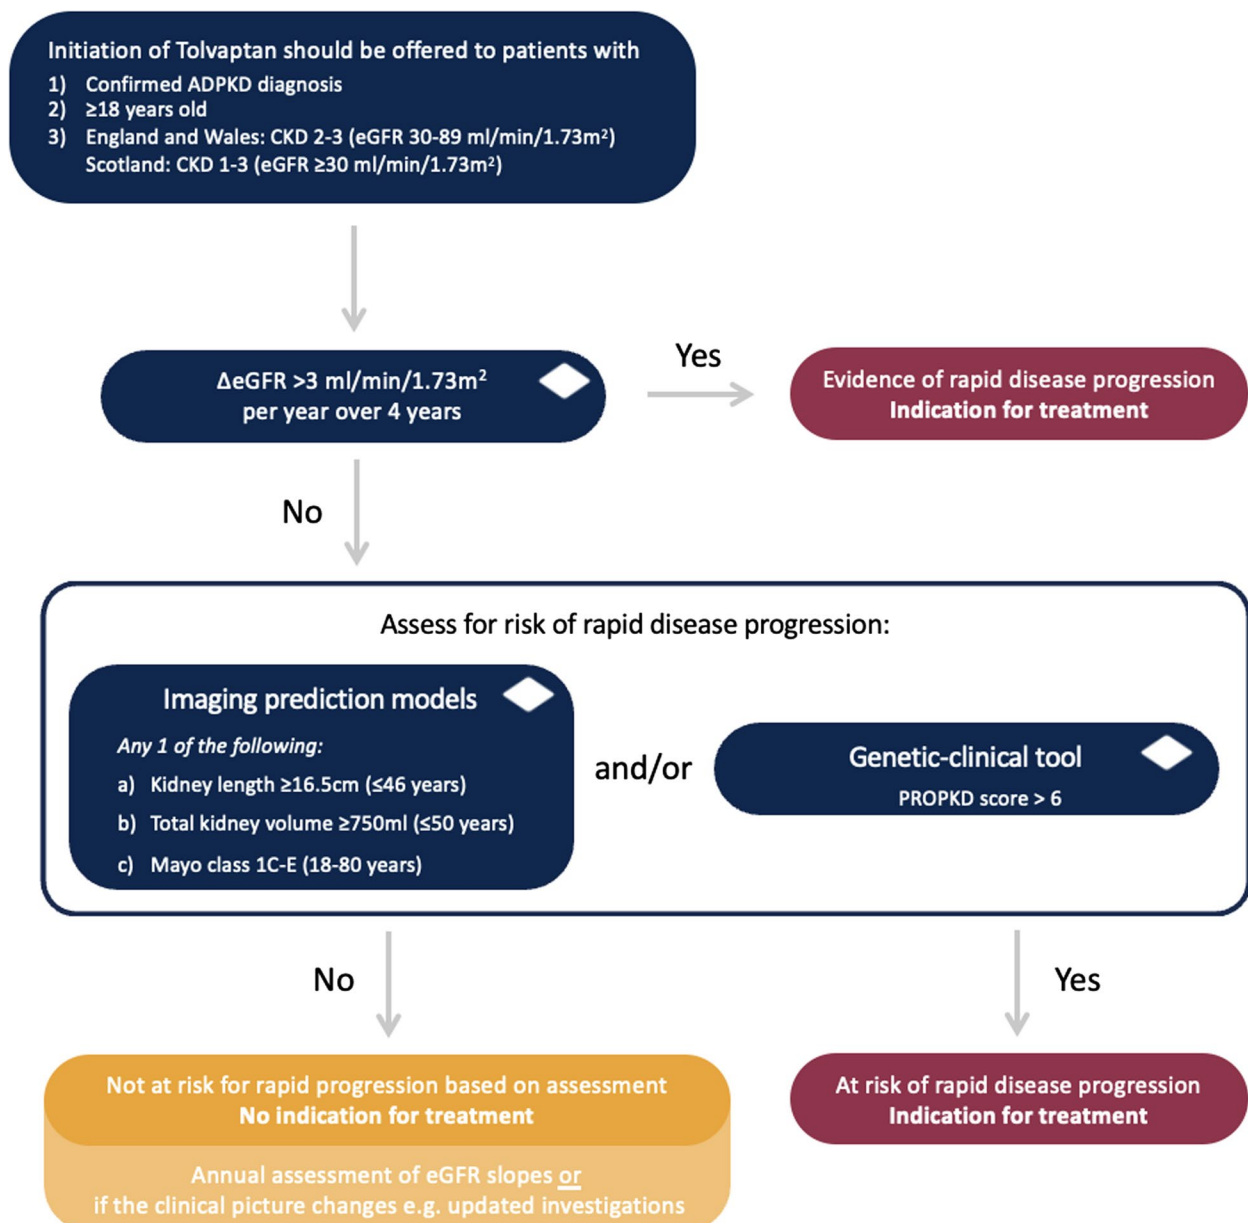 Initiation of Tolvaptan should be offered to patients with
1) Confirmed ADPKD diagnosis
2) ≥18 years old
3) England and Wales: CKD 2-3 (eGFR 30-89 ml/min/1.73m²)
Scotland: CKD 1-3 (eGFR ≥30 ml/min/1.73m²)
ΔeGFR >3 ml/min/1.73m²
per year over 4 years
Yes
Evidence of rapid disease progression
Indication for treatment
No
Assess for risk of rapid disease progression:
Imaging prediction models
Any 1 of the following:
a) Kidney length ≥16.5cm (≤46 years)
b) Total kidney volume ≥750ml (≤50 years)
c) Mayo class 1C-E (18-80 years)
and/or
Genetic-clinical tool
PROPKD score > 6
No
Yes
Not at risk for rapid progression based on assessment
No indication for treatment
Annual assessment of eGFR slopes or
if the clinical picture changes e.g. updated investigations
At risk of rapid disease progression
Indication for treatment